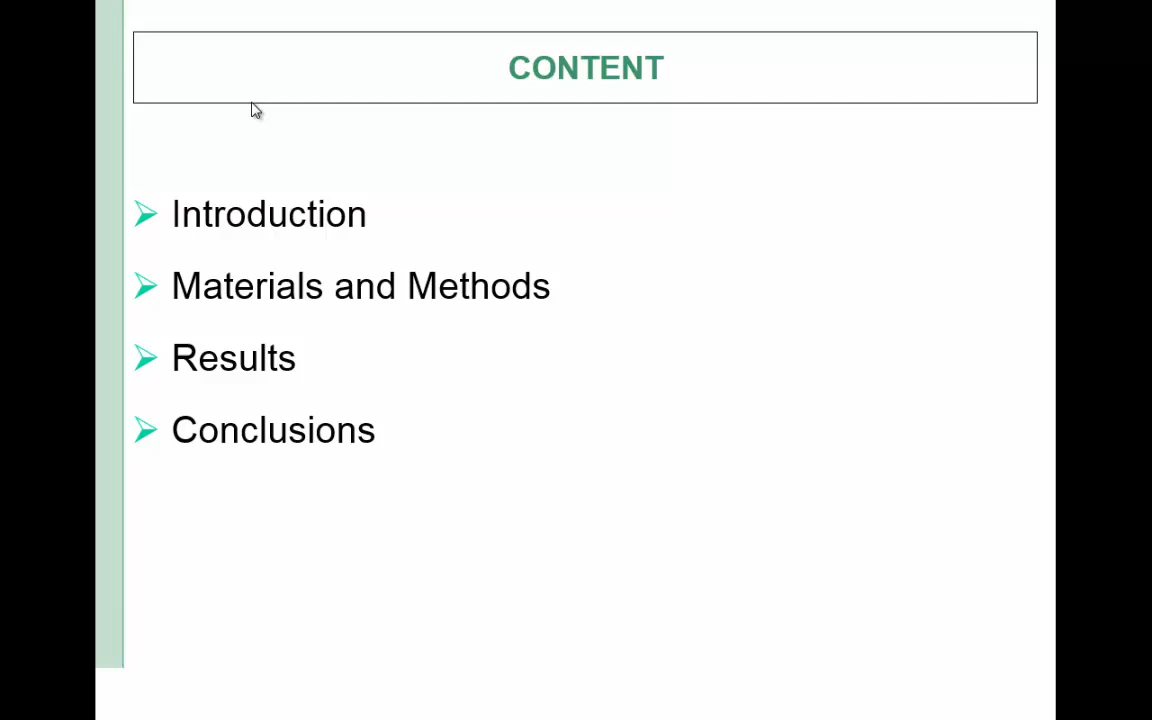 CONTENT
Introduction
Materials and Methods
Results
Conclusions